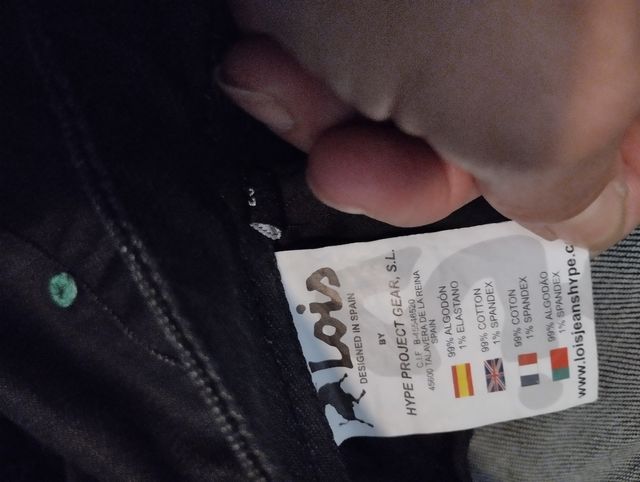 Lois
DESIGNED IN SPAIN
BY
HYPE PROJECT GEAR, S.L.
C.I.F. B-45546520
45600 TALAVERA DE LA REINA
SPAIN
99% ALGODÓN
1% ELASTANO
99% COTTON
1% SPANDEX
99% COTON
1% SPANDEX
99% ALGODÃO
1% SPANDEX
www.loisjeanshype.c